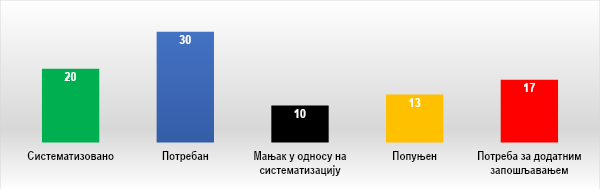 20
30
10
13
17
Систематизовано
Потребан
Мањак у односу на
систематизацију
Попуњен
Потреба за додатним
запошљавањем